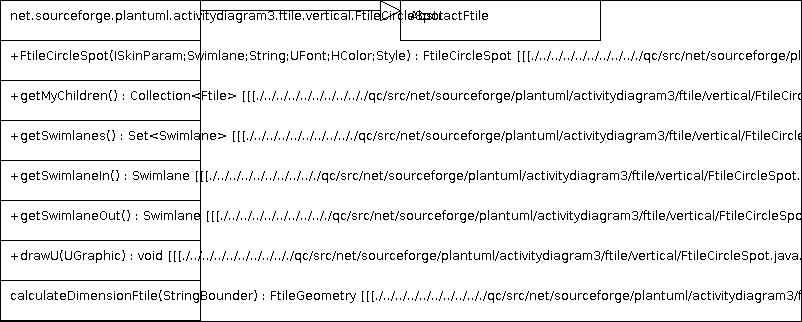 net.sourceforge.plantuml.activitydiagram3.ftile.vertical.FtileCircleSpot
AbstractFtile
+FtileCircleSpot(ISkinParam;Swimlane;String;UFont;HColor;Style) : FtileCircleSpot [[[./../../../../../../../../../../qc/src/net/sourceforge/pl
+getMyChildren() : Collection<Ftile> [[[./../../../../../../../../../../qc/src/net/sourceforge/plantuml/activitydiagram3/ftile/vertical/FtileCirc
+getSwimlanes() : Set<Swimlane> [[[./../../../../../../../../../../qc/src/net/sourceforge/plantuml/activitydiagram3/ftile/vertical/FtileCircle
+getSwimlaneIn() : Swimlane [[[./../../../../../../../../../../qc/src/net/sourceforge/plantuml/activitydiagram3/ftile/vertical/FtileCircleSpot.
+getSwimlaneOut() : Swimlane [[[./../../../../../../../../../../qc/src/net/sourceforge/plantuml/activitydiagram3/ftile/vertical/FtileCircleSpo
+drawU(UGraphic) : void [[[./../../../../../../../../../../qc/src/net/sourceforge/plantuml/activitydiagram3/ftile/vertical/FtileCircleSpot.java.
calculateDimensionFtile(StringBounder) : FtileGeometry [[[./../../../../../../../../../../qc/src/net/sourceforge/plantuml/activitydiagram3/f